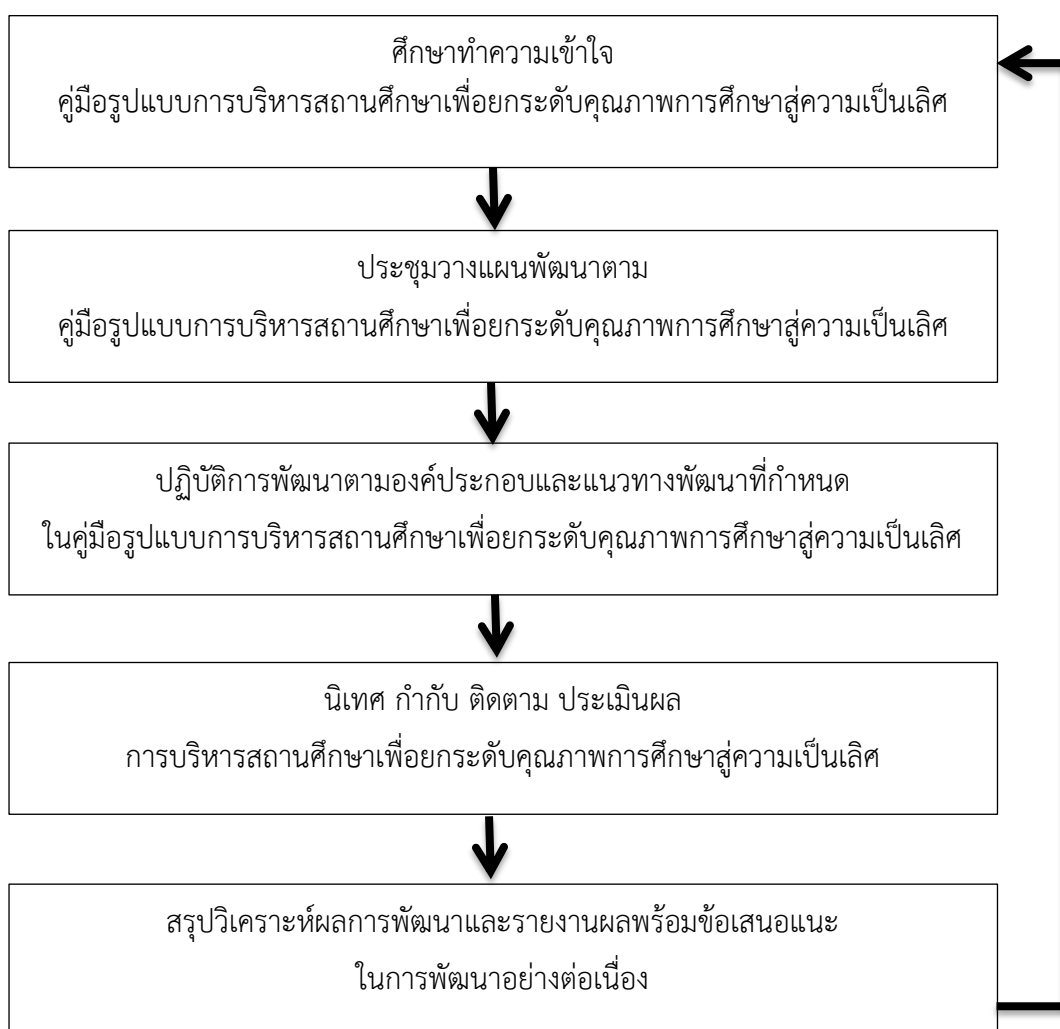 ศึกษาทำความเข้าใจ
คู่มือรูปแบบการบริหารสถานศึกษาเพื่อยกระดับคุณภาพการศึกษาสู่ความเป็นเลิศ
ประชุมวางแผนพัฒนาตาม
คู่มือรูปแบบการบริหารสถานศึกษาเพื่อยกระดับคุณภาพการศึกษาสู่ความเป็นเลิศ
ปฏิบัติการพัฒนาตามองค์ประกอบและแนวทางพัฒนาที่กำหนด
ในคู่มือรูปแบบการบริหารสถานศึกษาเพื่อยกระดับคุณภาพการศึกษาสู่ความเป็นเลิศ
นิเทศ กำกับ ติดตาม ประเมินผล
การบริหารสถานศึกษาเพื่อยกระดับคุณภาพการศึกษาสู่ความเป็นเลิศ
สรุปวิเคราะห์ผลการพัฒนาและรายงานผลพร้อมข้อเสนอแนะ
ในการพัฒนาอย่างต่อเนื่อง